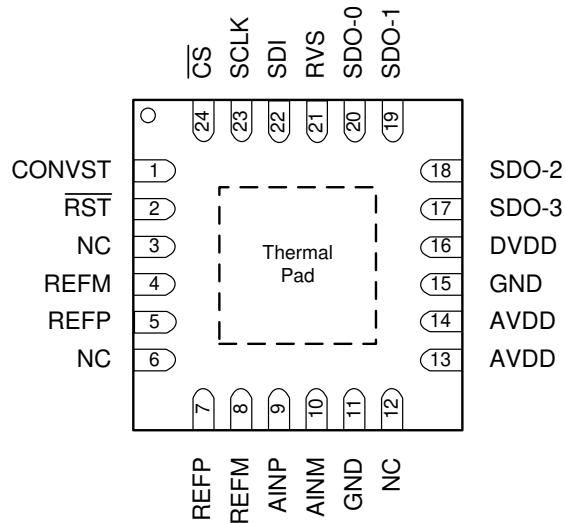 CS
SCLK
SDI
RVS
SDO-0
SDO-1
24
23
22
21
20
19
CONVST 1
RST 2
NC 3
REFM 4
REFP 5
NC 6
Thermal
Pad
18 SDO-2
17 SDO-3
16 DVDD
15 GND
14 AVDD
13 AVDD
7
8
9
10
11
12
REFP
REFM
AINP
AINM
GND
NC